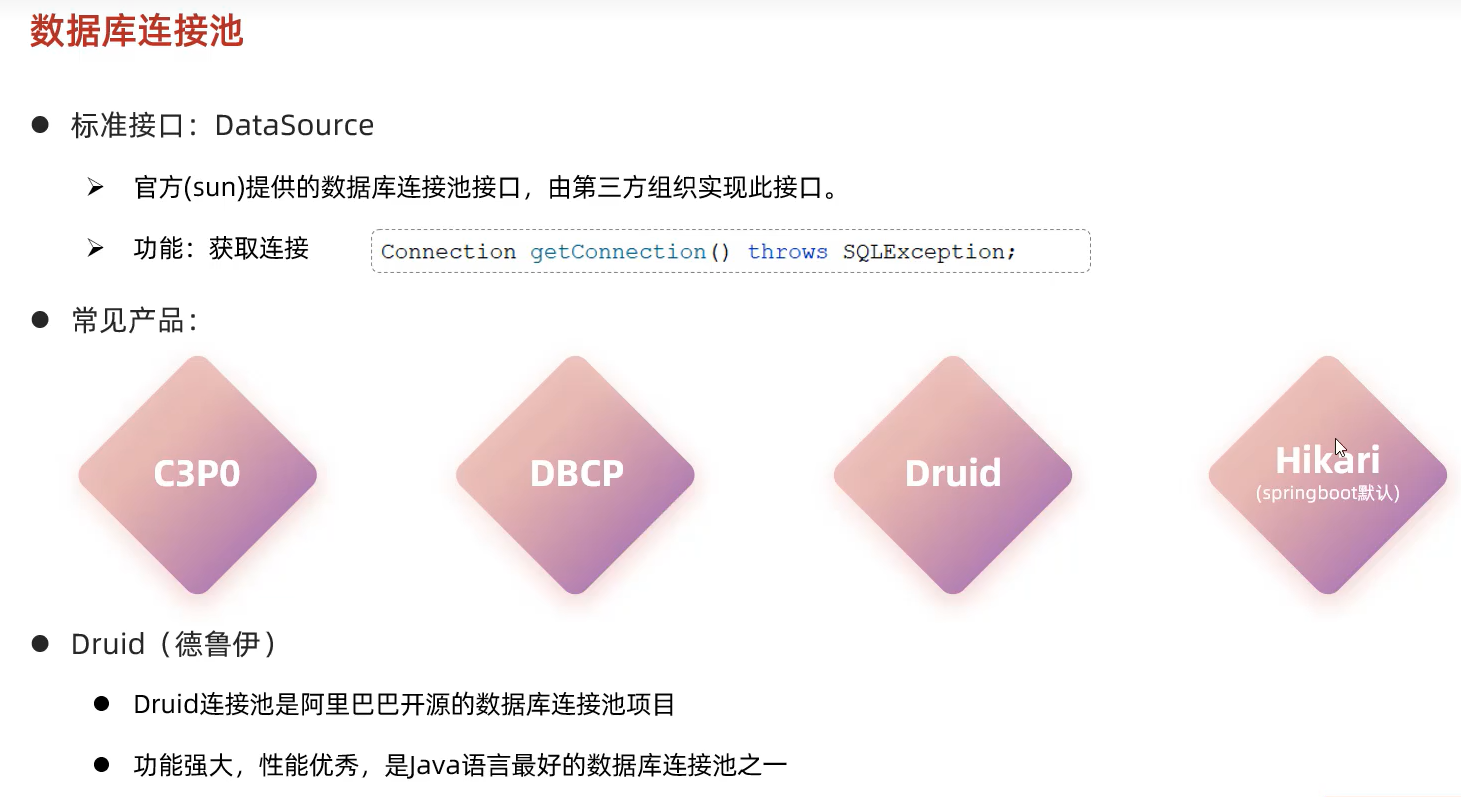 数据库连接池
标准接口：DataSource
官方(sun)提供的数据库连接池接口，由第三方组织实现此接口。
功能：获取连接
Connection getConnection() throws SQLException;
常见产品：
C3P0
DBCP
Druid
Hikari
(springboot默认)
Druid（德鲁伊）
Druid连接池是阿里巴巴开源的数据库连接池项目
功能强大，性能优秀，是Java语言最好的数据库连接池之一